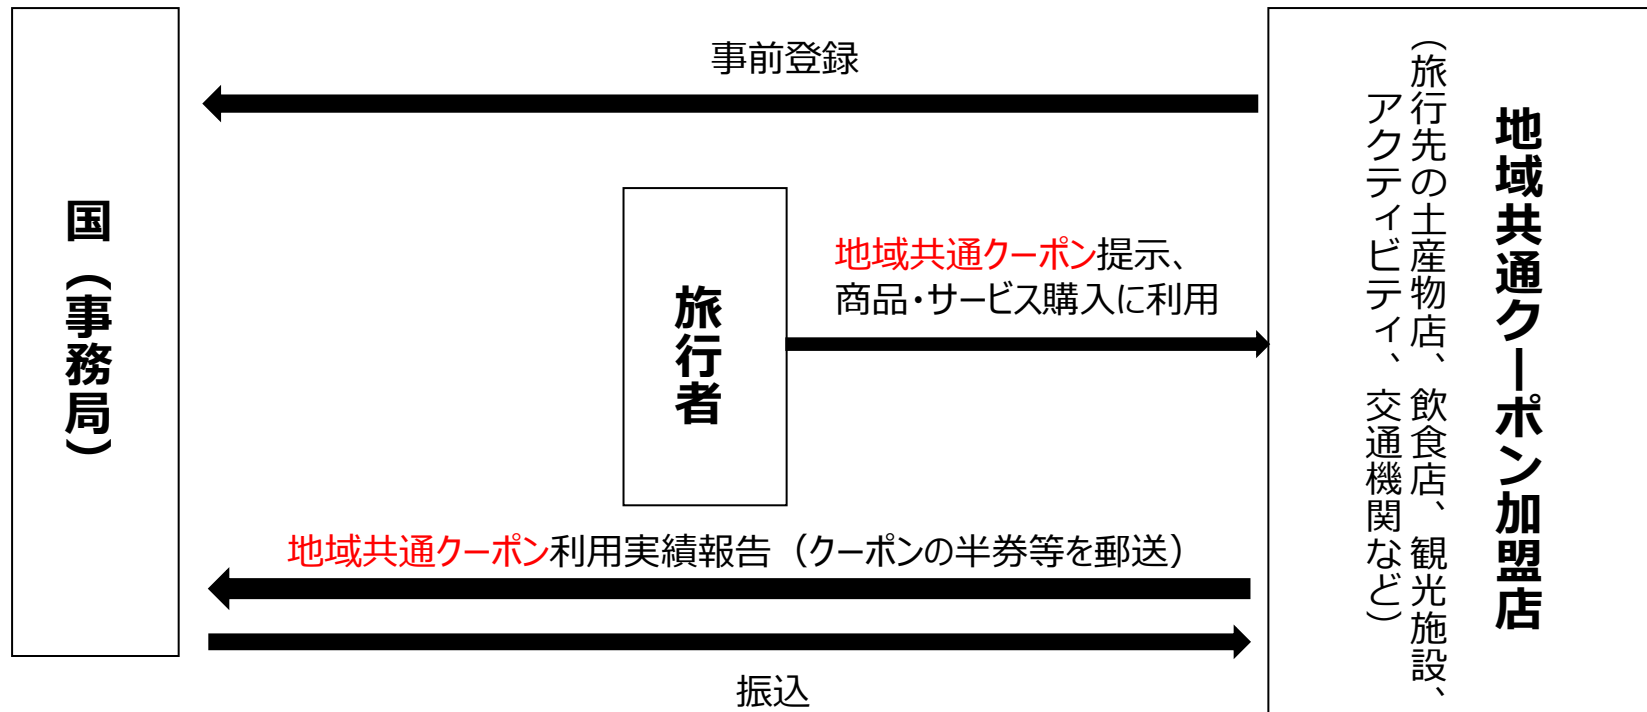 国（事務局）
事前登録
旅行者
地域共通クーポン提示、
商品・サービス購入に利用
地域共通クーポン利用実績報告（クーポンの半券等を郵送）
振込
地域共通クーポン加盟店
（旅行先の土産物店、飲食店、観光施設、
アクティビティ、交通機関など）